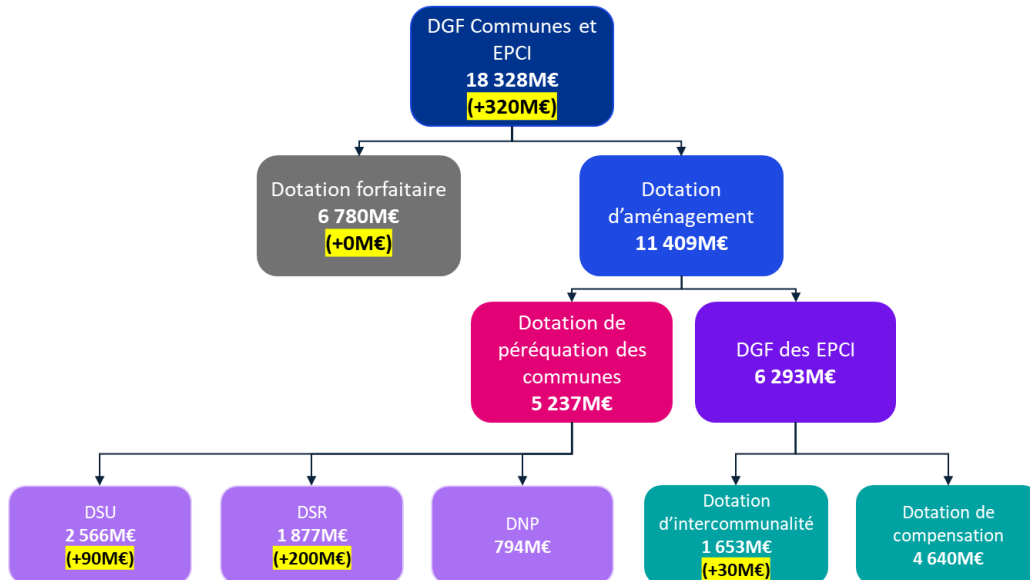 DGF Communes et
EPCI
18 328M€
(+320M€)
Dotation forfaitaire
6 780M€
(+0M€)
Dotation
d’aménagement
11 409M€
Dotation de
péréquation des
communes
5 237M€
DGF des EPCI
6 293M€
DSU
2 566M€
(+90M€)
DSR
1 877M€
(+200M€)
DNP
794M€
Dotation
d’intercommunalité
1 653M€
(+30M€)
Dotation de
compensation
4 640M€